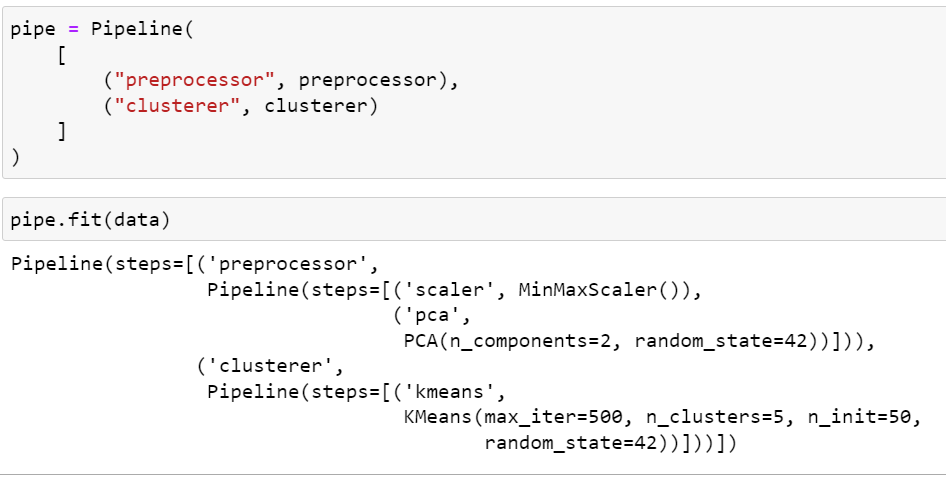 pipe = Pipeline(
    [
        ("preprocessor", preprocessor),
        ("clusterer", clusterer)
    ]
)
pipe.fit(data)
Pipeline(steps=[('preprocessor',
                 Pipeline(steps=[('scaler', MinMaxScaler()),
                                 ('pca',
                                  PCA(n_components=2, random_state=42))])),
                ('clusterer',
                 Pipeline(steps=[('kmeans',
                                  KMeans(max_iter=500, n_clusters=5, n_init=50,
                                         random_state=42))]))])